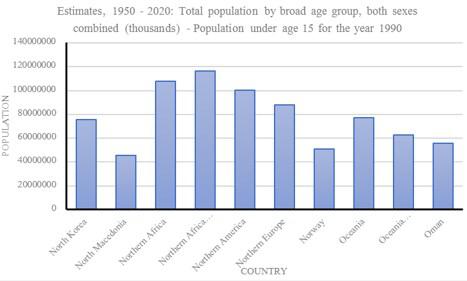 Estimates, 1950 - 2020: Total population by broad age group, both sexes
combined (thousands) - Population under age 15 for the year 1990
140000000
120000000
100000000
80000000
60000000
40000000
20000000
0
POPULATION
North Korea
North Macedonia
Northern Africa
Northern Africa...
Northern America
Northern Europe
Norway
Oceania
Oceania...
Oman
COUNTRY